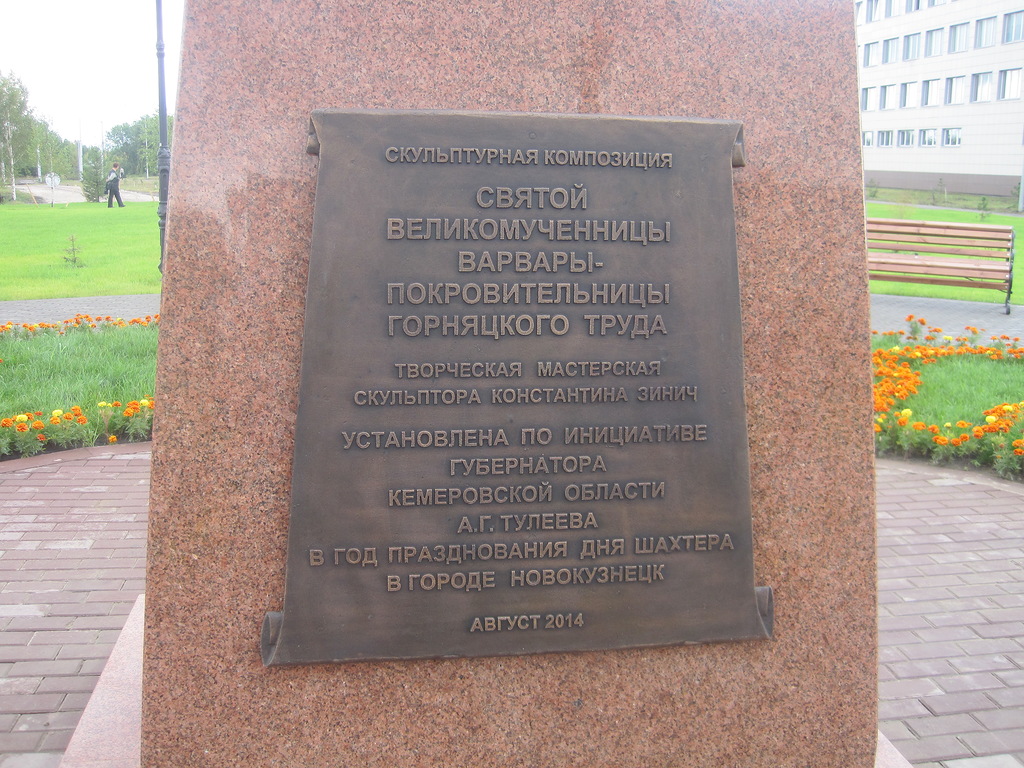 СКУЛЬПТУРНАЯ КОМПОЗИЦИЯ
СВЯТОЙ
ВЕЛИКОМУЧЕННИЦЫ
ВАРВАРЫ-
ПОКРОВИТЕЛЬНИЦЫ
ГОРНЯЦКОГО ТРУДА
ТВОРЧЕСКАЯ МАСТЕРСКАЯ
СКУЛЬПТОРА КОНСТАНТИНА ЗИНИЧ
УСТАНОВЛЕНА ПО ИНИЦИАТИВЕ
ГУБЕРНАТОРА
КЕМЕРОВСКОЙ ОБЛАСТИ
А.Г. ТУЛЕЕВА
В ГОД ПРАЗДНОВАНИЯ ДНЯ ШАХТЕРА
В ГОРОДЕ НОВОКУЗНЕЦК
АВГУСТ 2014